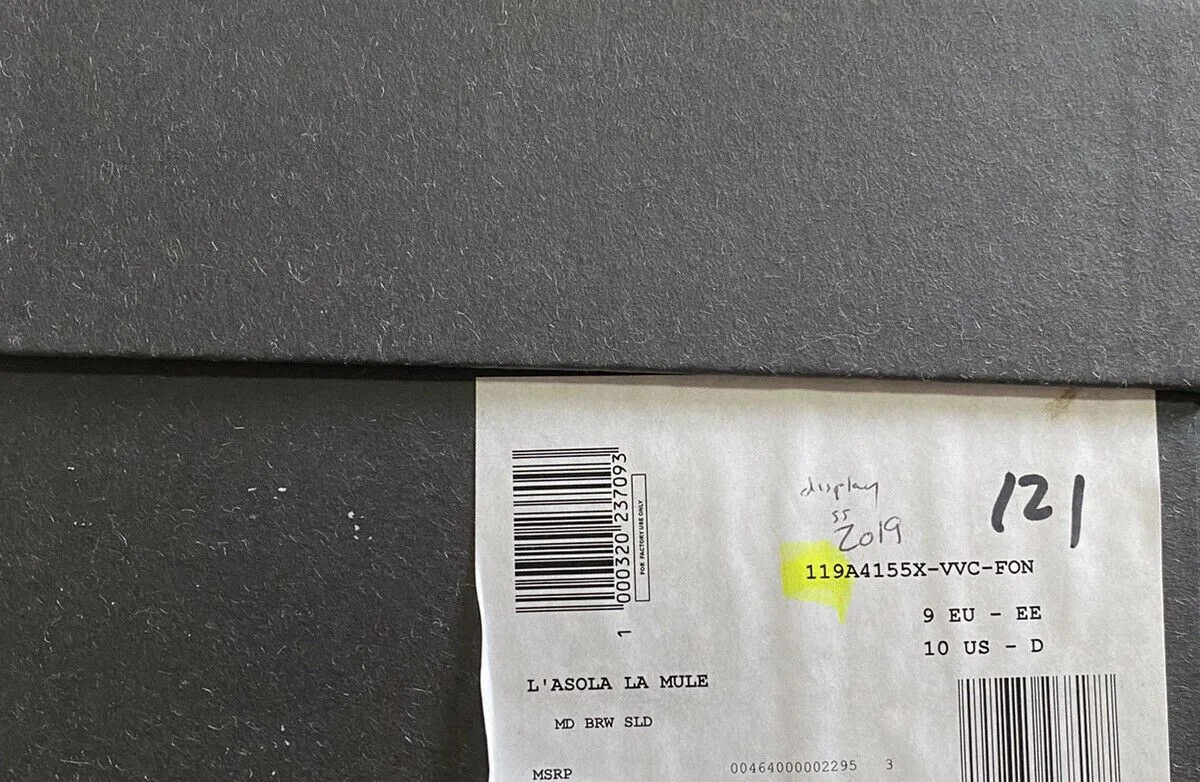 display
ss
2019
121
119A4155X-VVC-FON
9 EU - EE
10 US - D
1 000320 237093
FOR FACTORY USE ONLY
L'ASOLA LA MULE
MD BRW SLD
MSRP
00464000002295 3